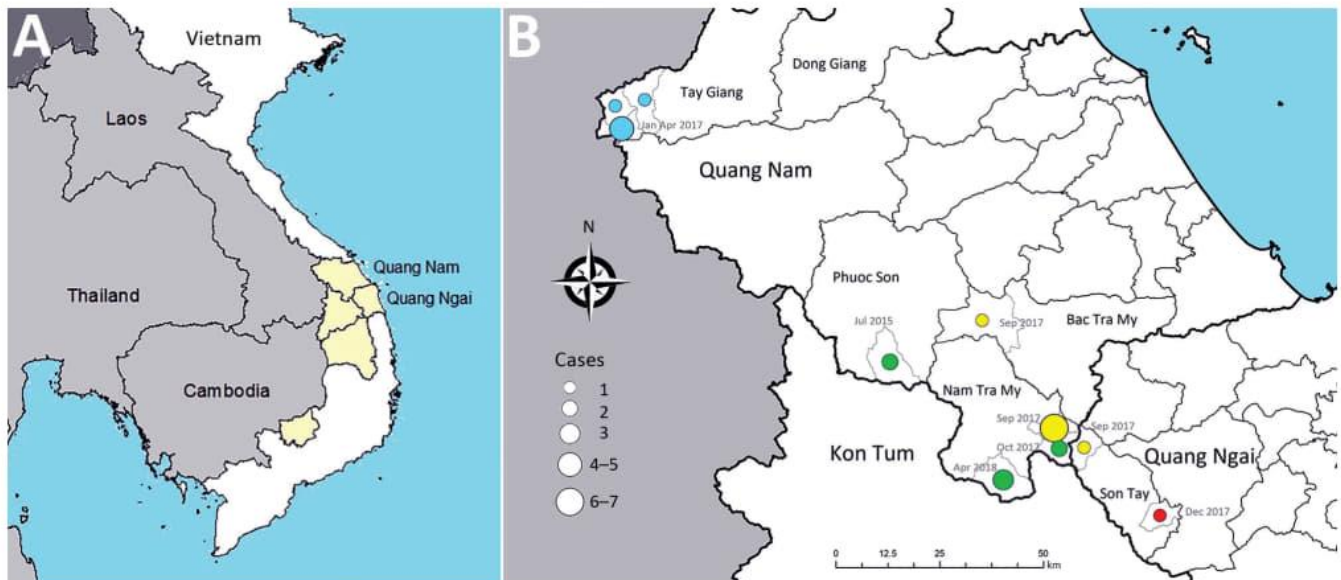 A
Vietnam
Laos
Thailand
Cambodia
Quang Nam
Quang Ngai
B
Dong Giang
Tay Giang
Jan Apr 2017
Quang Nam
N
Phuoc Son
Jul 2015
Sep 2017
Bac Tra My
Cases
1
2
3
4–5
6–7
Nam Tra My
Sep 2017
Sep 2017
Oct 2017
Kon Tum
Quang Ngai
Apr 2018
Son Tay
Dec 2017
0 12.5 25 50
km